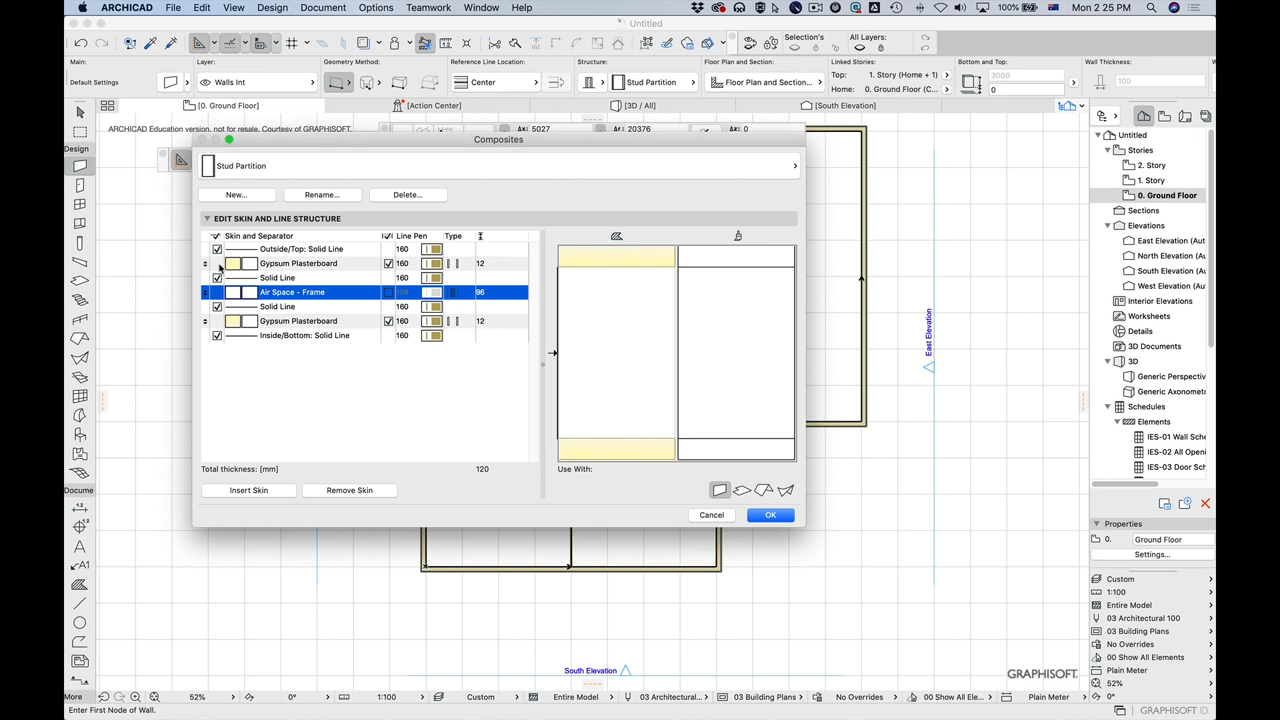 ARCHICAD File Edit View Design Document Options Teamwork Window Help
100% Mon 2 25 PM
Untitled
Selection's
All Layers:
Main: Layer: Geometry Method: Reference Line Location: Structure: Floor Plan and Section: Linked Stories: Bottom and Top: Wall Thickness:
Default Settings Walls Int Center Stud Partition Floor Plan and Section...
Top: 1. Story (Home + 1) 3000
Home: 0. Ground Floor (C... 0 100
[0. Ground Floor] [Action Center] [3D / All] [South Elevation]
ARCHICAD Education version, not for resale. Courtesy of GRAPHISOFT.
5027 20376 0
Composites
Stud Partition
New... Rename... Delete...
EDIT SKIN AND LINE STRUCTURE
Skin and Separator Line Pen Type
Outside/Top: Solid Line 160
Gypsum Plasterboard 160 12
Solid Line 160
Air Space - Frame 96
Solid Line 160
Gypsum Plasterboard 160 12
Inside/Bottom: Solid Line 160
Total thickness: [mm] 120
Use With:
Insert Skin Remove Skin
Cancel OK
East Elevation
South Elevation
GRAPHISOFT.
Design
Docume
A1
More
Untitled
Stories
2. Story
1. Story
0. Ground Floor
Sections
Elevations
East Elevation (Aut
North Elevation (Au
South Elevation (Au
West Elevation (Aut
Interior Elevations
Worksheets
Details
3D Documents
3D
Generic Perspectiv
Generic Axonomet
Schedules
Elements
IES-01 Wall Sche
IES-02 All Openi
IES-03 Door Sch
Properties
0. Ground Floor
Settings...
Custom
1:100
Entire Model
03 Architectural 100
03 Building Plans
No Overrides
00 Show All Elements
Plain Meter
52%
0°
52% 0° 1:100 Custom Entire Model 03 Architectural... 03 Building Plans No Overrides 00 Show All Ele... Plain Meter
Enter First Node of Wall.
GRAPHISOFT ID